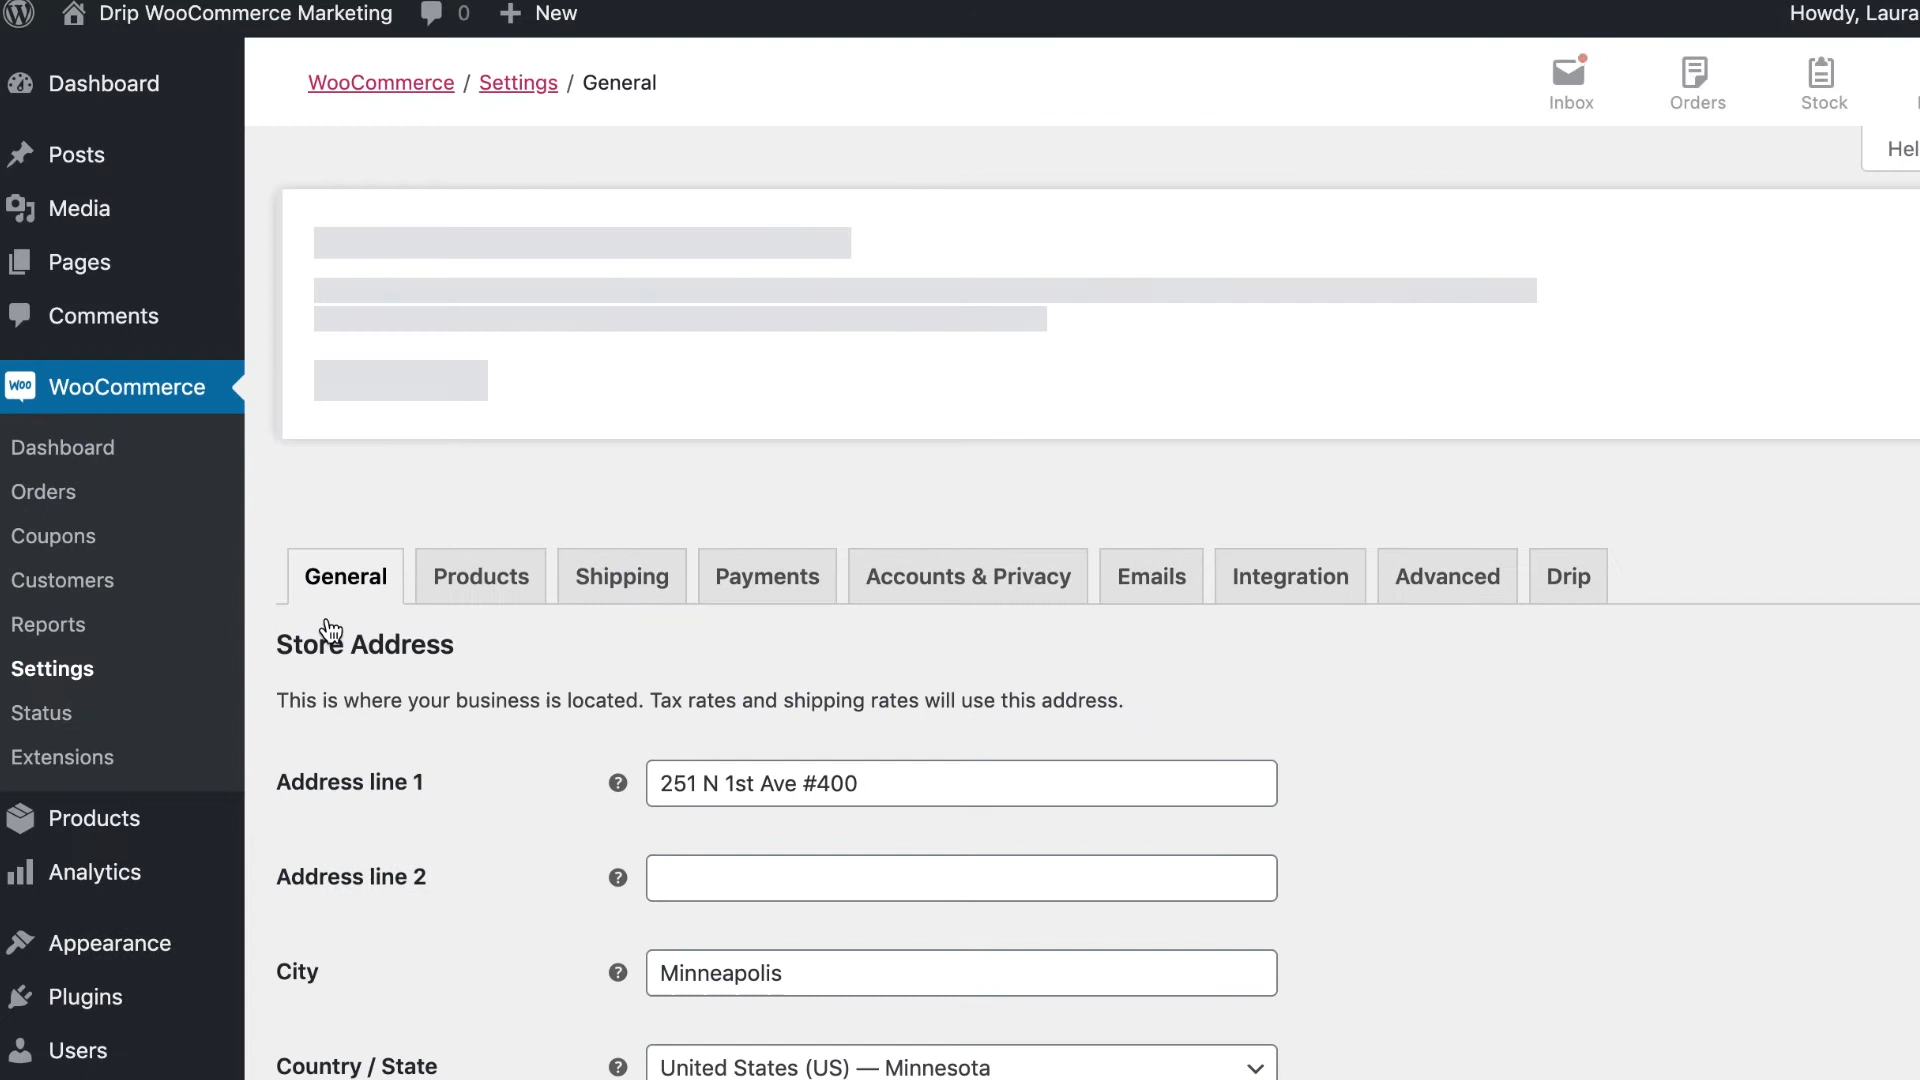 Drip WooCommerce Marketing 0 New Howdy, Laura
Dashboard
Posts
Media
Pages
Comments
WOO WooCommerce
Dashboard
Orders
Coupons
Customers
Reports
Settings
Status
Extensions
Products
Analytics
Appearance
Plugins
Users
WooCommerce / Settings / General
Inbox Orders Stock
Hel
General Products Shipping Payments Accounts & Privacy Emails Integration Advanced Drip
Store Address
This is where your business is located. Tax rates and shipping rates will use this address.
Address line 1 ? 251 N 1st Ave #400
Address line 2 ?
City ? Minneapolis
Country / State ? United States (US) — Minnesota